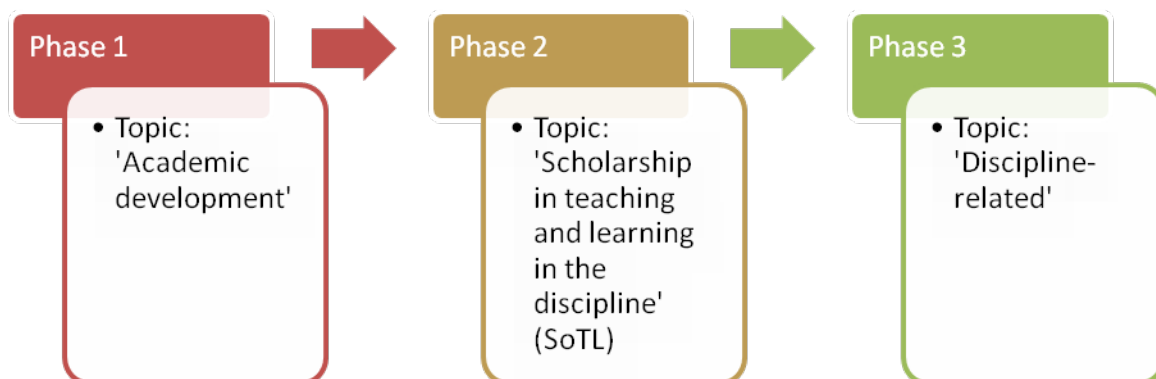 Phase 1
• Topic:
'Academic
development'
Phase 2
• Topic:
'Scholarship
in teaching
and learning
in the
discipline'
(SoTL)
Phase 3
• Topic:
'Discipline-
related'